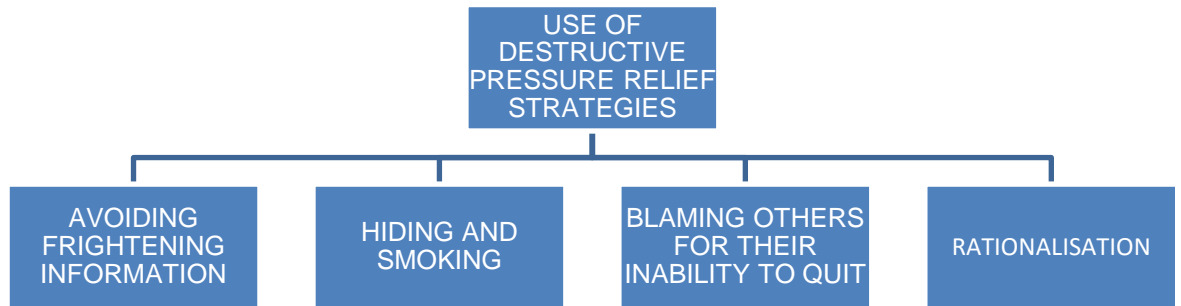 USE OF
DESTRUCTIVE
PRESSURE RELIEF
STRATEGIES
AVOIDING
FRIGHTENING
INFORMATION
HIDING AND
SMOKING
BLAMING OTHERS
FOR THEIR
INABILITY TO QUIT
RATIONALISATION